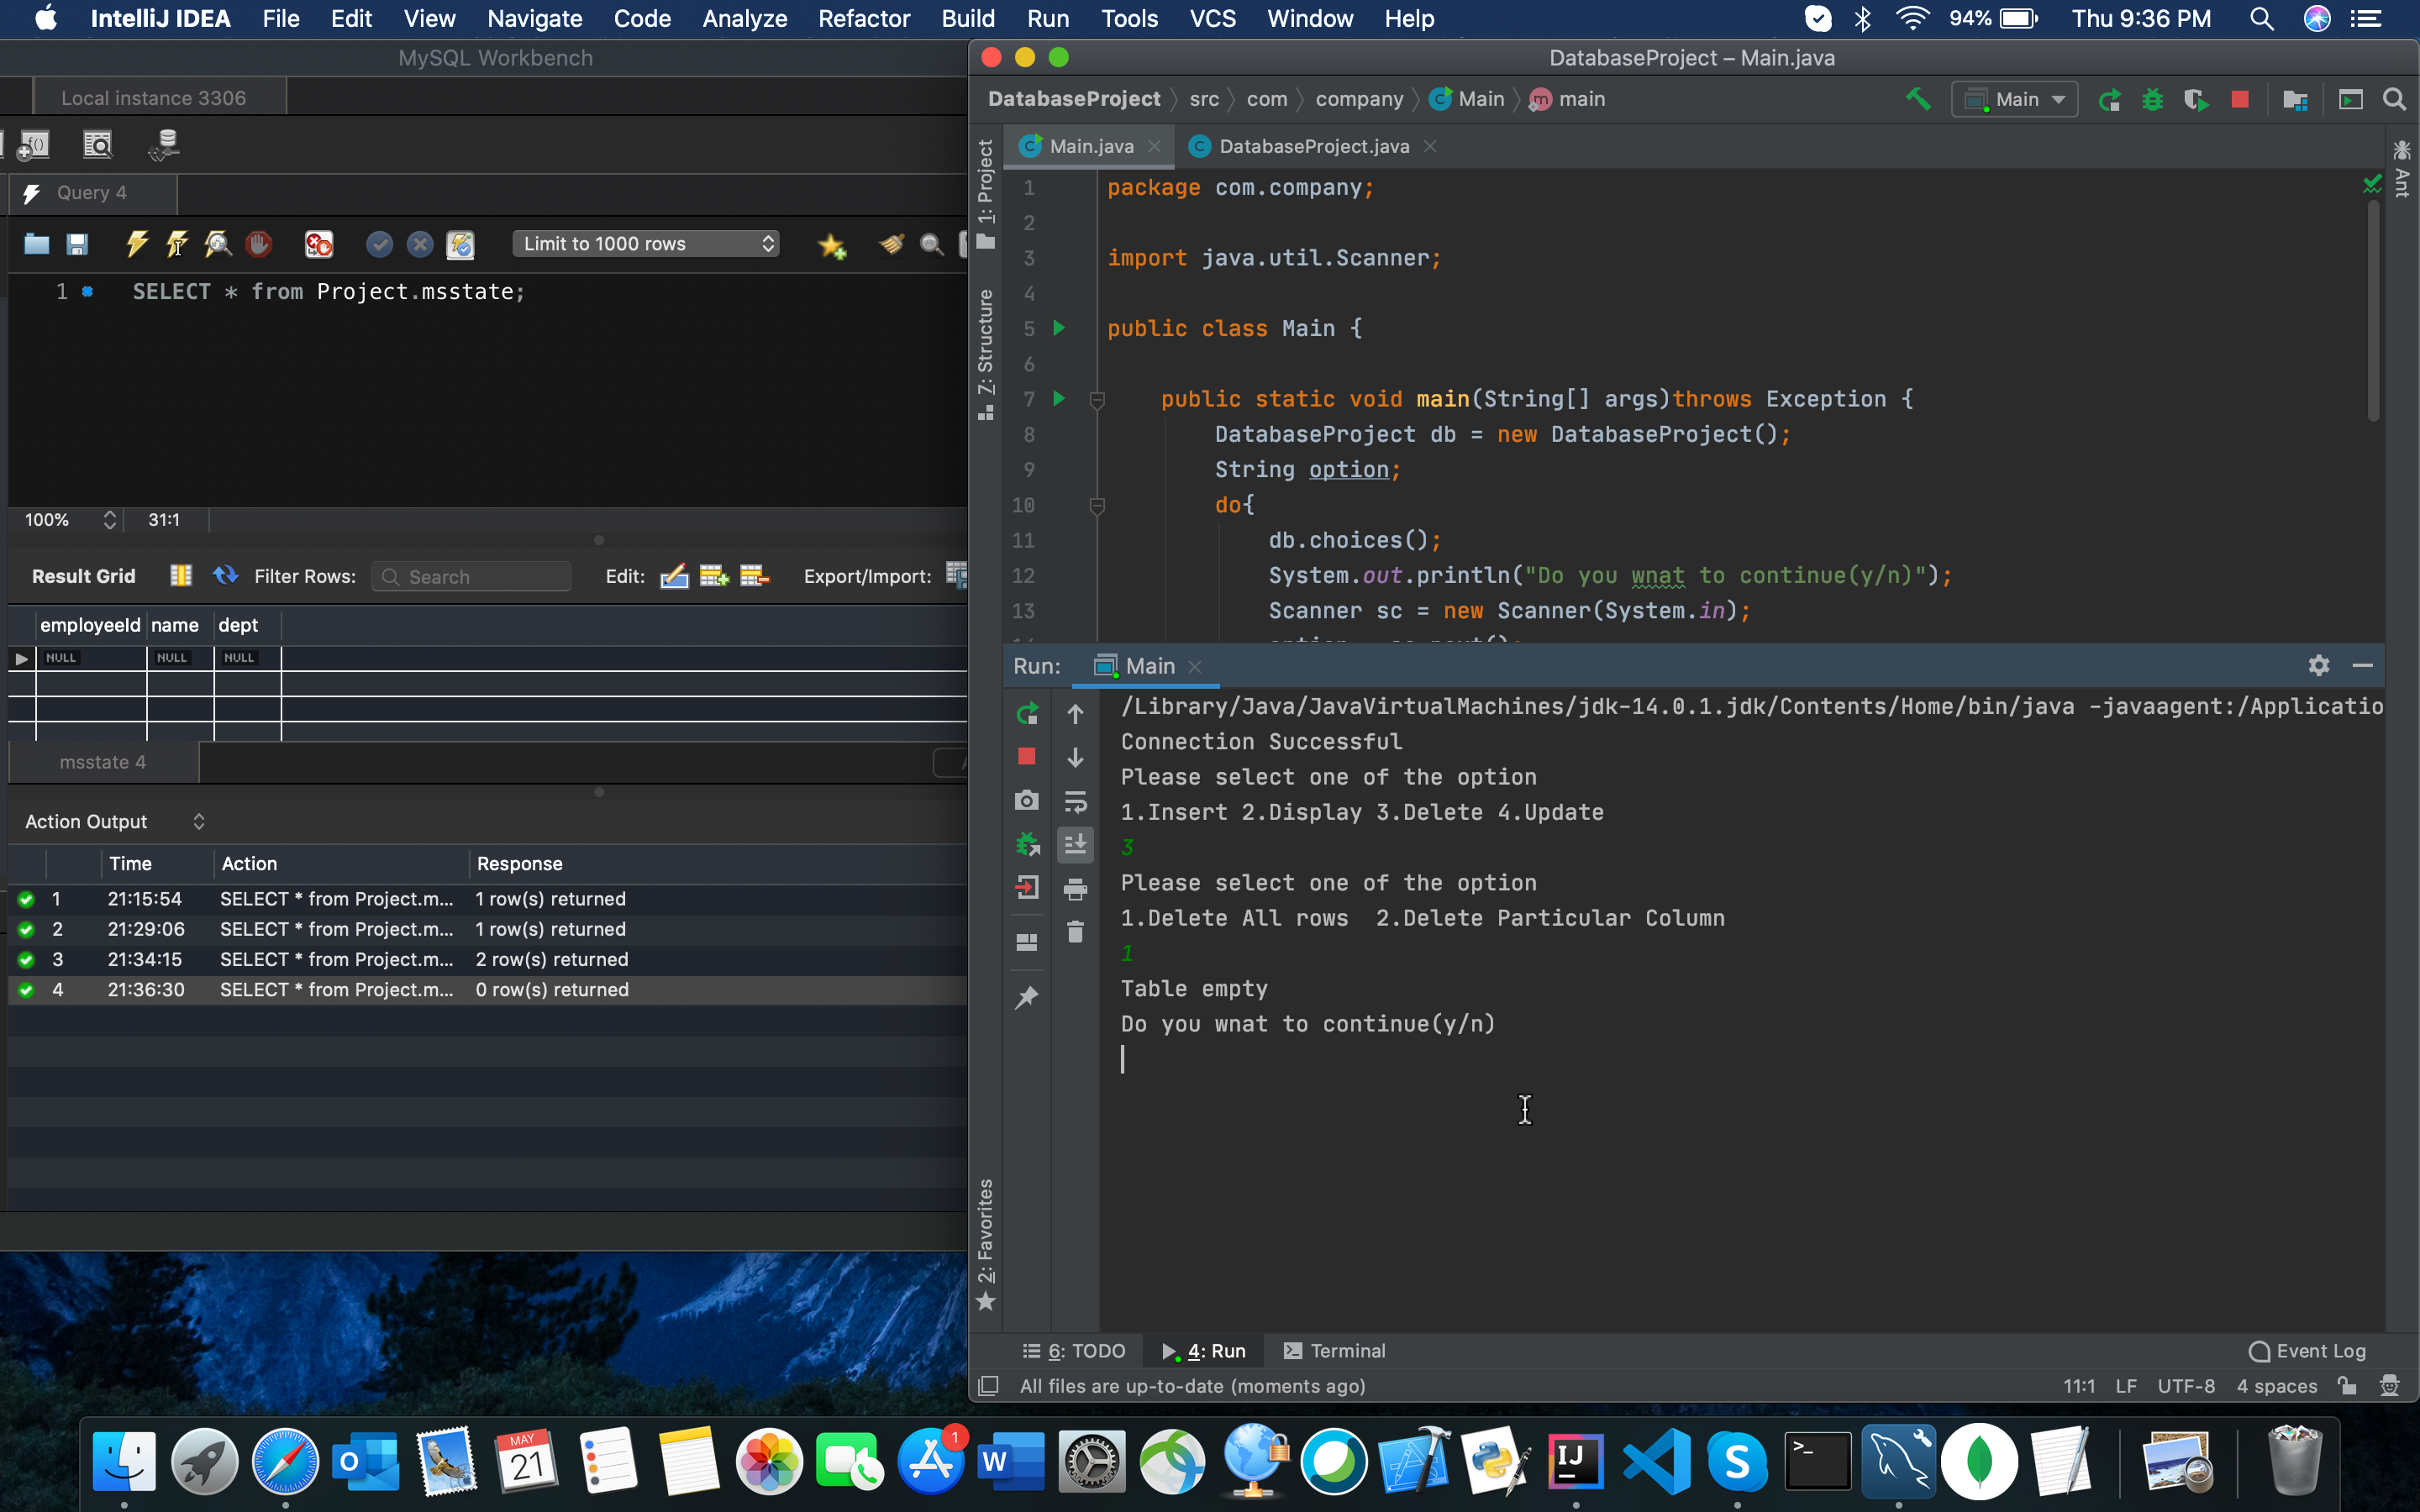 IntelliJ IDEA File Edit View Navigate Code Analyze Refactor Build Run Tools VCS Window Help 94% Thu 9:36 PM
MySQL Workbench
Local instance 3306
Query 4
Limit to 1000 rows
1 SELECT * from Project.msstate;
100% 31:1
Result Grid Filter Rows: Search Edit: Export/Import:
employeeId name dept
NULL NULL NULL
msstate 4
Action Output
Time Action Response
1 21:15:54 SELECT * from Project.m... 1 row(s) returned
2 21:29:06 SELECT * from Project.m... 1 row(s) returned
3 21:34:15 SELECT * from Project.m... 2 row(s) returned
4 21:36:30 SELECT * from Project.m... 0 row(s) returned
DatabaseProject – Main.java
DatabaseProject src com company Main main Main
Main.java DatabaseProject.java
1: Project
Z: Structure
2: Favorites
Ant
1 package com.company;
2
3 import java.util.Scanner;
4
5 public class Main {
6
7 public static void main(String[] args)throws Exception {
8 DatabaseProject db = new DatabaseProject();
9 String option;
10 do{
11 db.choices();
12 System.out.println("Do you wnat to continue(y/n)");
13 Scanner sc = new Scanner(System.in);
Run: Main
/Library/Java/JavaVirtualMachines/jdk-14.0.1.jdk/Contents/Home/bin/java -javaagent:/Applicatio
Connection Successful
Please select one of the option
1.Insert 2.Display 3.Delete 4.Update
3
Please select one of the option
1.Delete All rows  2.Delete Particular Column
1
Table empty
Do you wnat to continue(y/n)
6: TODO 4: Run Terminal Event Log
All files are up-to-date (moments ago) 11:1 LF UTF-8 4 spaces
MAY
21
1
W
IJ
S